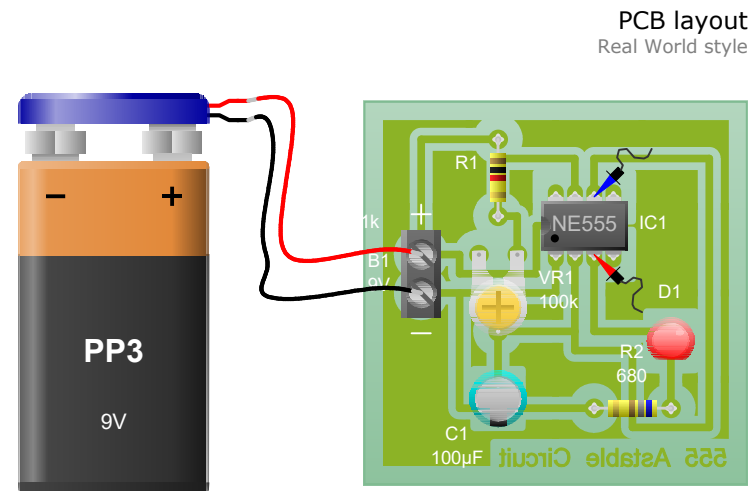 PCB layout
Real World style
R1
1k
+
NE555
IC1
B1
9V
VR1
100k
D1
–
R2
680
C1
100µF
555 Astable Circuit
– +
PP3
9V